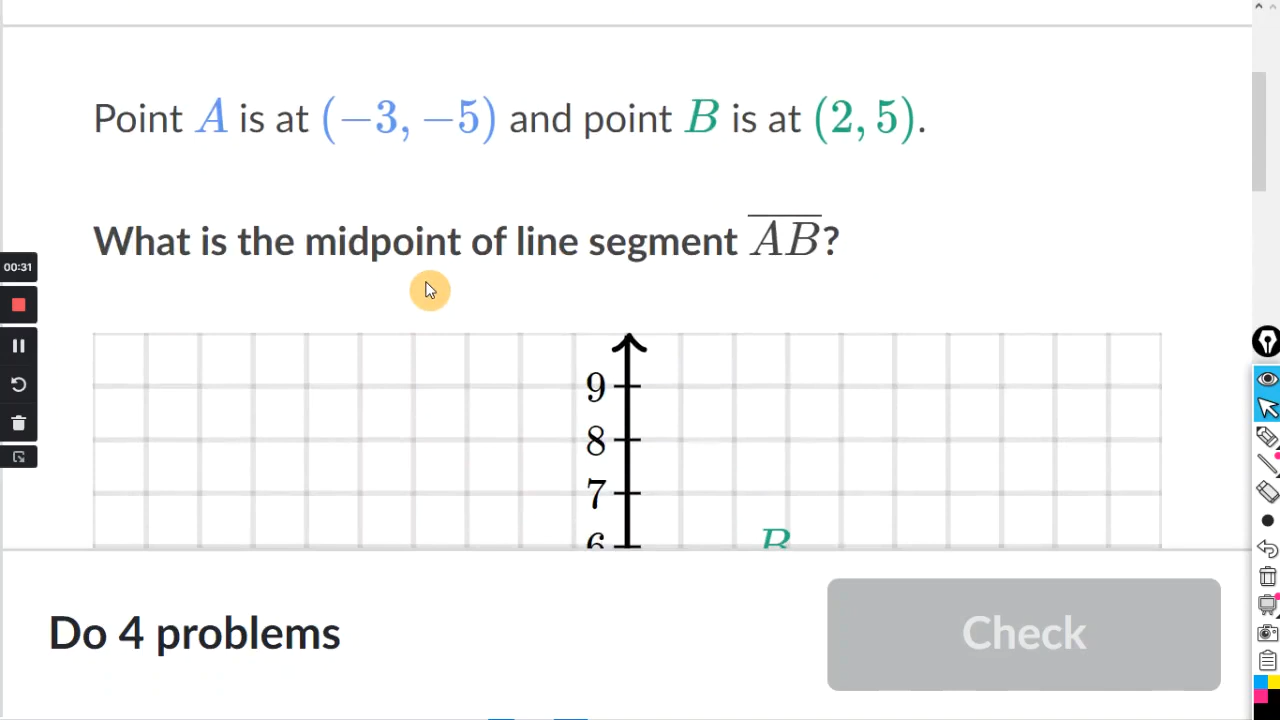 Point A is at (−3, −5) and point B is at (2, 5).
What is the midpoint of line segment AB?
00:31
9
8
7
6
B
Do 4 problems
Check